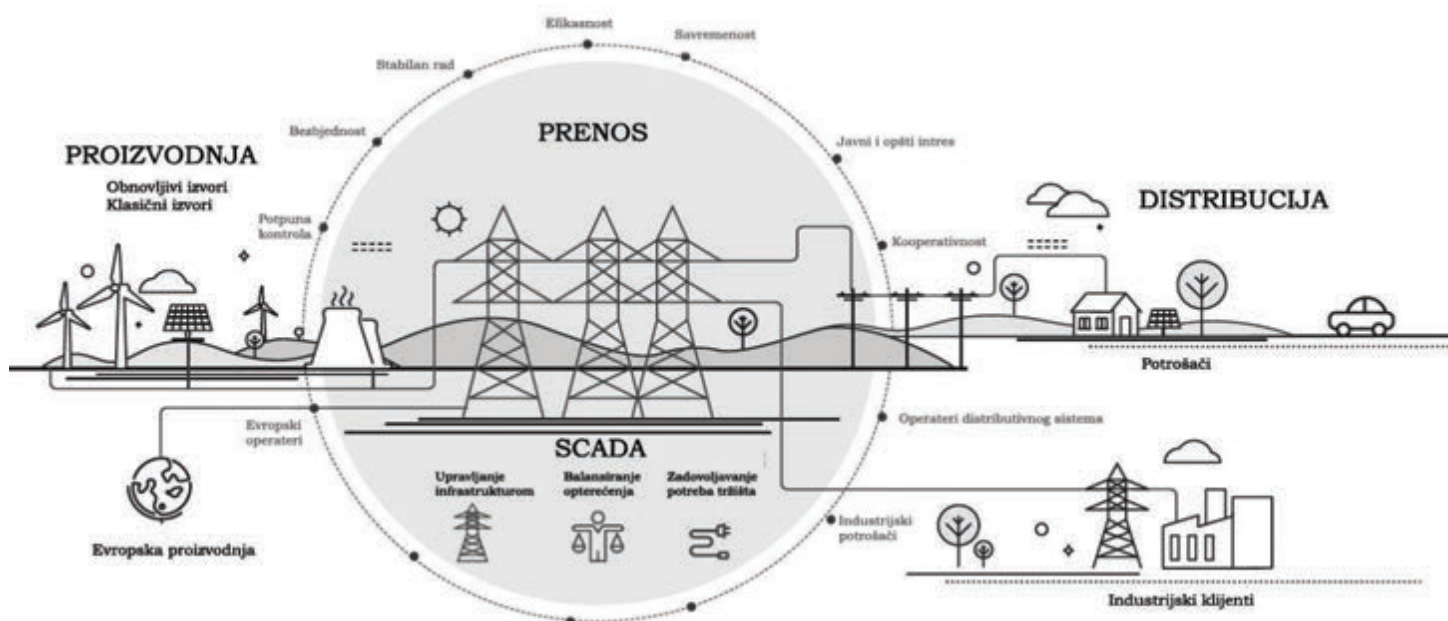 Efikasnost
Savremenost
Stabilan rad
Bezbjednost
PRENOS
Javni i opšti intres
PROIZVODNJA
Obnovljivi izvori
Klasični izvori
DISTRIBUCIJA
Potpuna
kontrola
Kooperativnost
Potrošači
Evropski
operateri
Operateri distributivnog sistema
SCADA
Upravljanje
infrastrukturom
Balansiranje
opterećenja
Zadovoljavanje
potreba tržišta
Industrijski
potrošači
Evropska proizvodnja
Industrijski klijenti